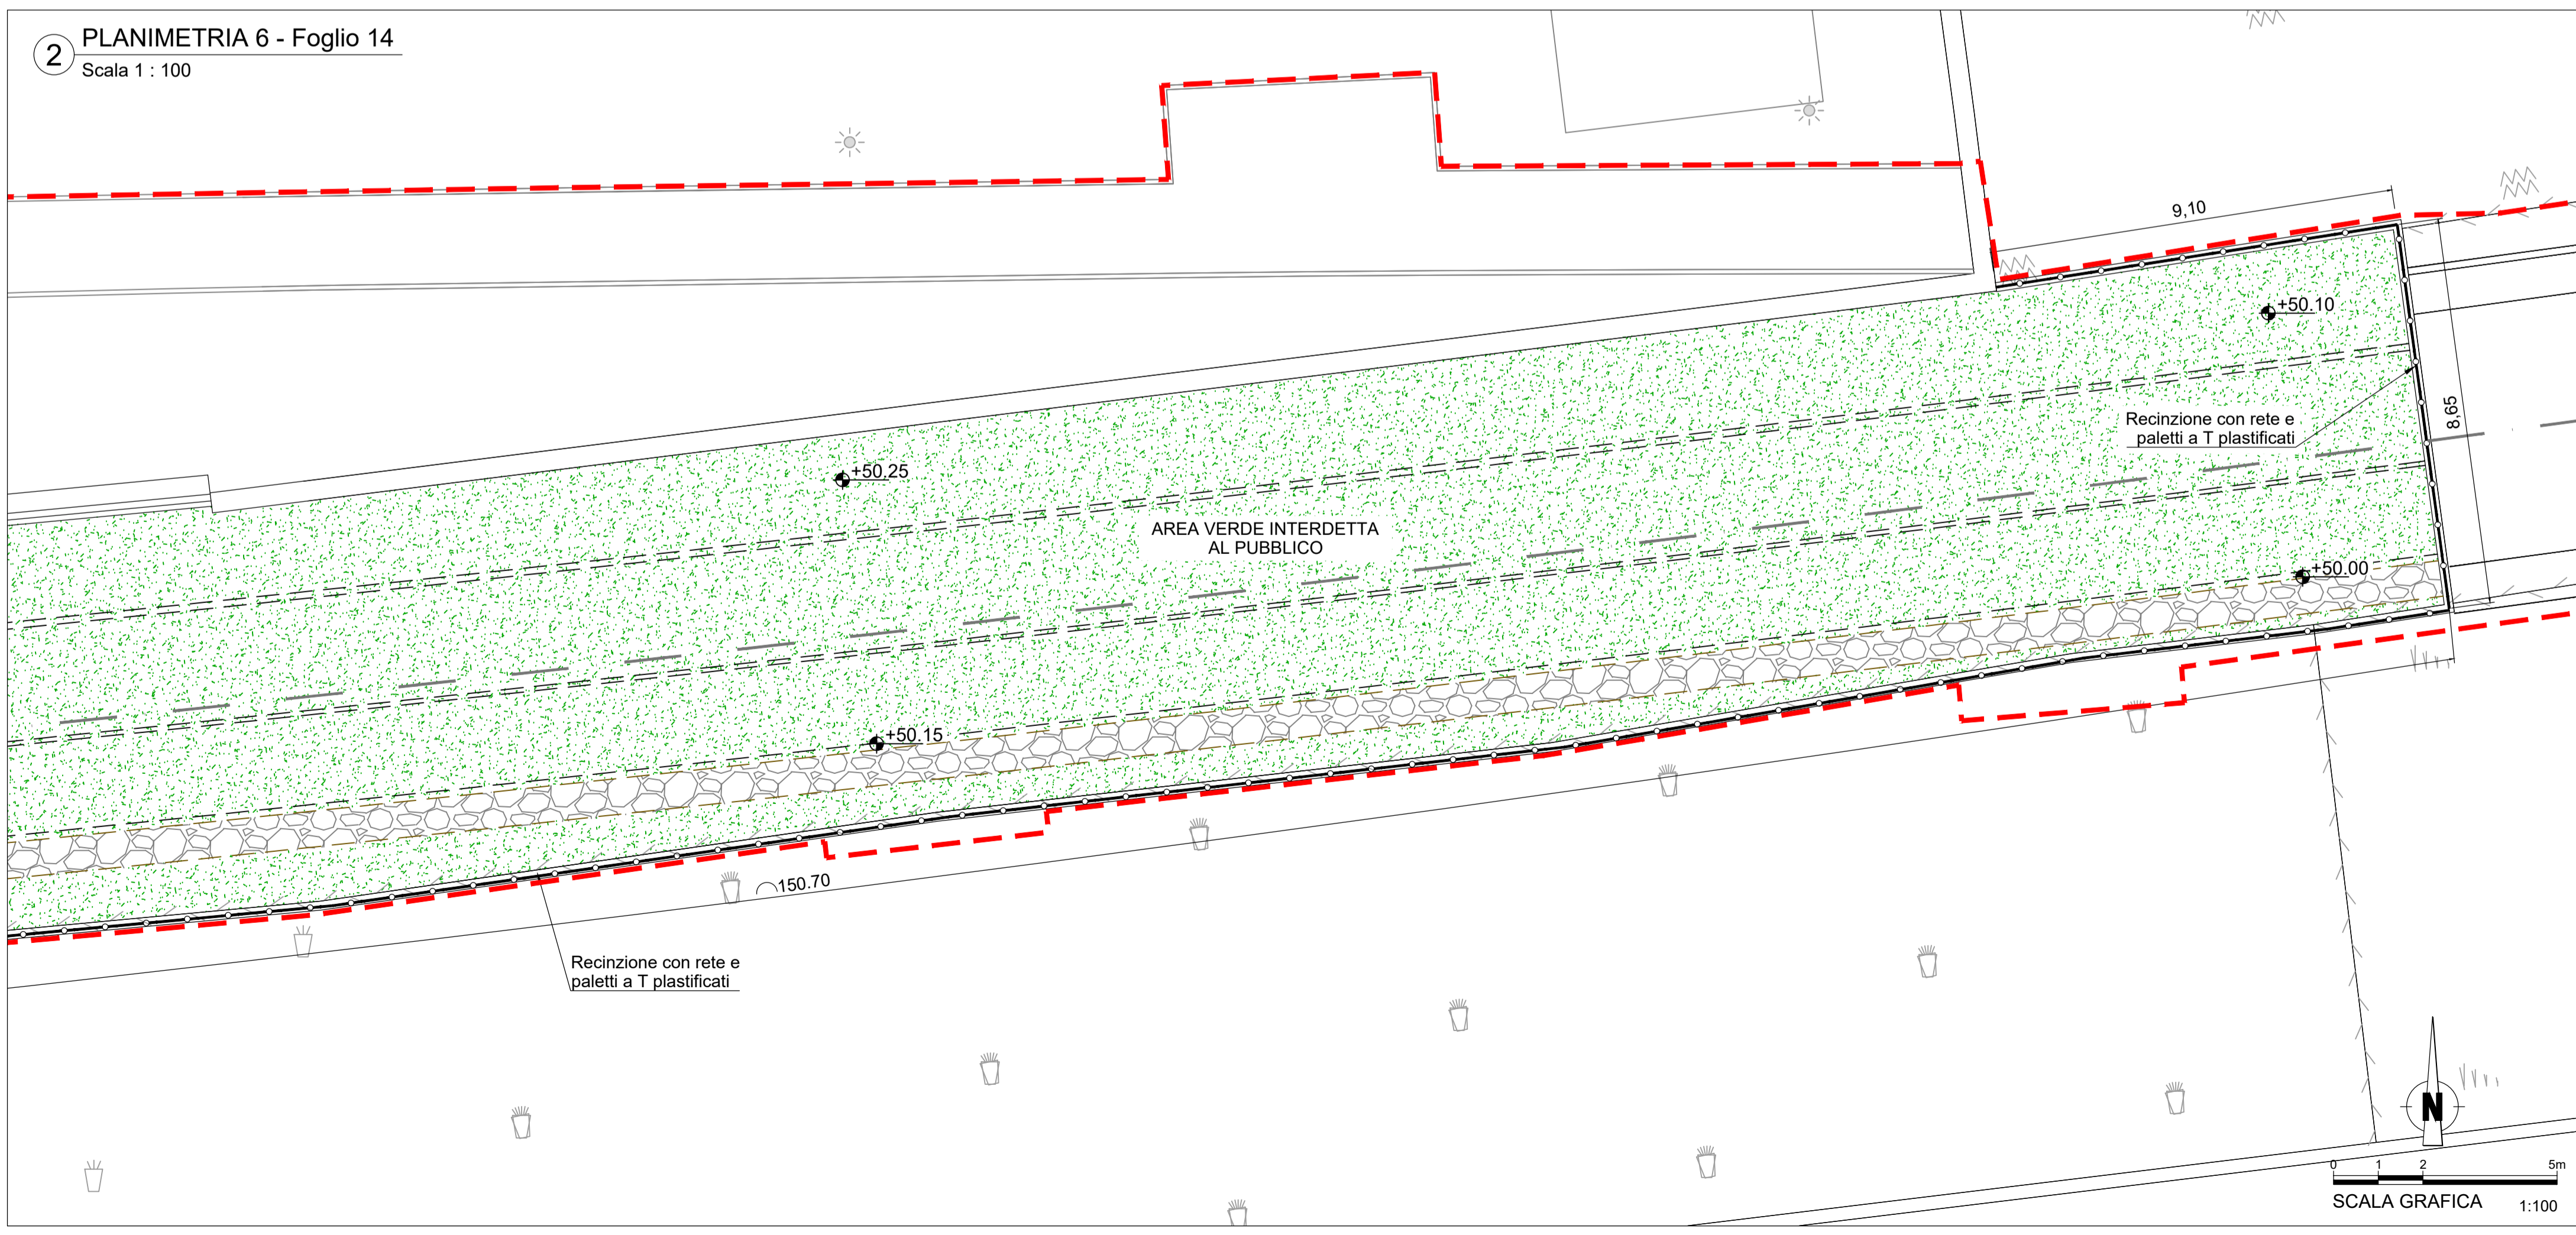 2
PLANIMETRIA 6 - Foglio 14
Scala 1 : 100
9,10
+50.10
Recinzione con rete e
paletti a T plastificati
8,65
+50.25
AREA VERDE INTERDETTA
AL PUBBLICO
+50.00
+50.15
150.70
Recinzione con rete e
paletti a T plastificati
N
0 1 2 5m
SCALA GRAFICA 1:100